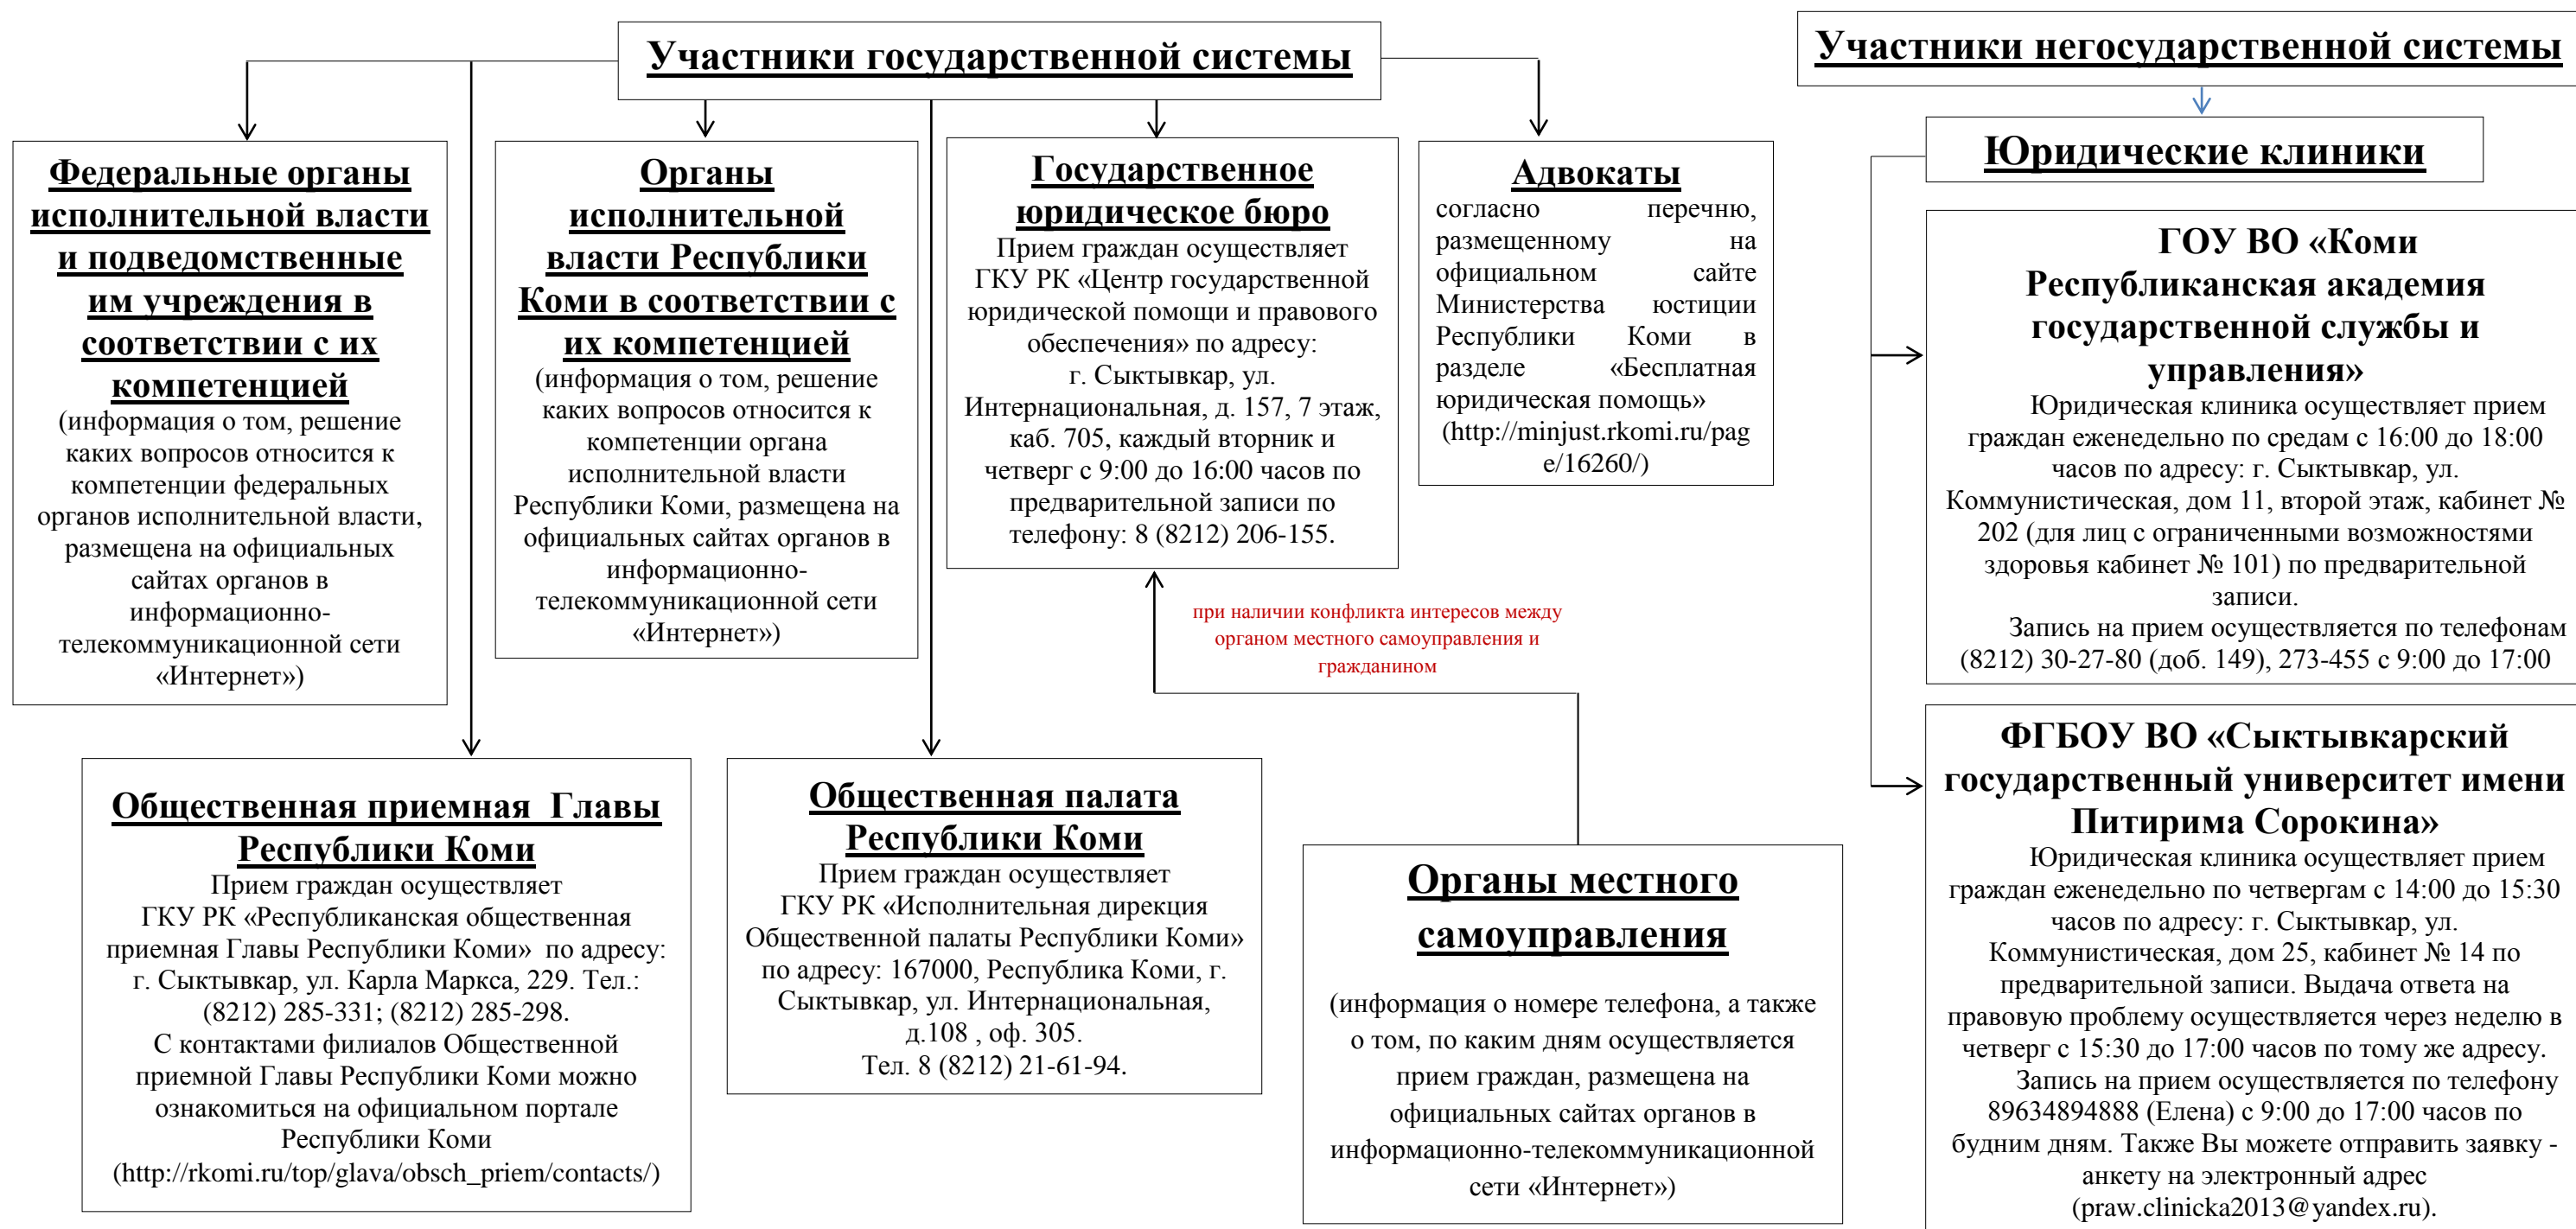 Участники государственной системы
Участники негосударственной системы
Федеральные органы
исполнительной власти
и подведомственные
им учреждения в
соответствии с их
компетенцией
(информация о том, решение
каких вопросов относится к
компетенции федеральных
органов исполнительной власти,
размещена на официальных
сайтах органов в
информационно-
телекоммуникационной сети
«Интернет»)
Органы
исполнительной
власти Республики
Коми в соответствии с
их компетенцией
(информация о том, решение
каких вопросов относится к
компетенции органа
исполнительной власти
Республики Коми, размещена на
официальных сайтах органов в
информационно-
телекоммуникационной сети
«Интернет»)
Государственное
юридическое бюро
Прием граждан осуществляет
ГКУ РК «Центр государственной
юридической помощи и правового
обеспечения» по адресу:
г. Сыктывкар, ул.
Интернациональная, д. 157, 7 этаж,
каб. 705, каждый вторник и
четверг с 9:00 до 16:00 часов по
предварительной записи по
телефону: 8 (8212) 206-155.
Адвокаты
согласно перечню,
размещенному на
официальном сайте
Министерства юстиции
Республики Коми в
разделе «Бесплатная
юридическая помощь»
(http://minjust.rkomi.ru/pag
e/16260/)
Юридические клиники
ГОУ ВО «Коми
Республиканская академия
государственной службы и
управления»
Юридическая клиника осуществляет прием
граждан еженедельно по средам с 16:00 до 18:00
часов по адресу: г. Сыктывкар, ул.
Коммунистическая, дом 11, второй этаж, кабинет №
202 (для лиц с ограниченными возможностями
здоровья кабинет № 101) по предварительной
записи.
Запись на прием осуществляется по телефонам
(8212) 30-27-80 (доб. 149), 273-455 с 9:00 до 17:00
при наличии конфликта интересов между
органом местного самоуправления и
гражданином
Общественная приемная Главы
Республики Коми
Прием граждан осуществляет
ГКУ РК «Республиканская общественная
приемная Главы Республики Коми» по адресу:
г. Сыктывкар, ул. Карла Маркса, 229. Тел.:
(8212) 285-331; (8212) 285-298.
С контактами филиалов Общественной
приемной Главы Республики Коми можно
ознакомиться на официальном портале
Республики Коми
(http://rkomi.ru/top/glava/obsch_priem/contacts/)
Общественная палата
Республики Коми
Прием граждан осуществляет
ГКУ РК «Исполнительная дирекция
Общественной палаты Республики Коми»
по адресу: 167000, Республика Коми, г.
Сыктывкар, ул. Интернациональная,
д.108 , оф. 305.
Тел. 8 (8212) 21-61-94.
Органы местного
самоуправления
(информация о номере телефона, а также
о том, по каким дням осуществляется
прием граждан, размещена на
официальных сайтах органов в
информационно-телекоммуникационной
сети «Интернет»)
ФГБОУ ВО «Сыктывкарский
государственный университет имени
Питирима Сорокина»
Юридическая клиника осуществляет прием
граждан еженедельно по четвергам с 14:00 до 15:30
часов по адресу: г. Сыктывкар, ул.
Коммунистическая, дом 25, кабинет № 14 по
предварительной записи. Выдача ответа на
правовую проблему осуществляется через неделю в
четверг с 15:30 до 17:00 часов по тому же адресу.
Запись на прием осуществляется по телефону
89634894888 (Елена) с 9:00 до 17:00 часов по
будним дням. Также Вы можете отправить заявку -
анкету на электронный адрес
(praw.clinicka2013@yandex.ru).